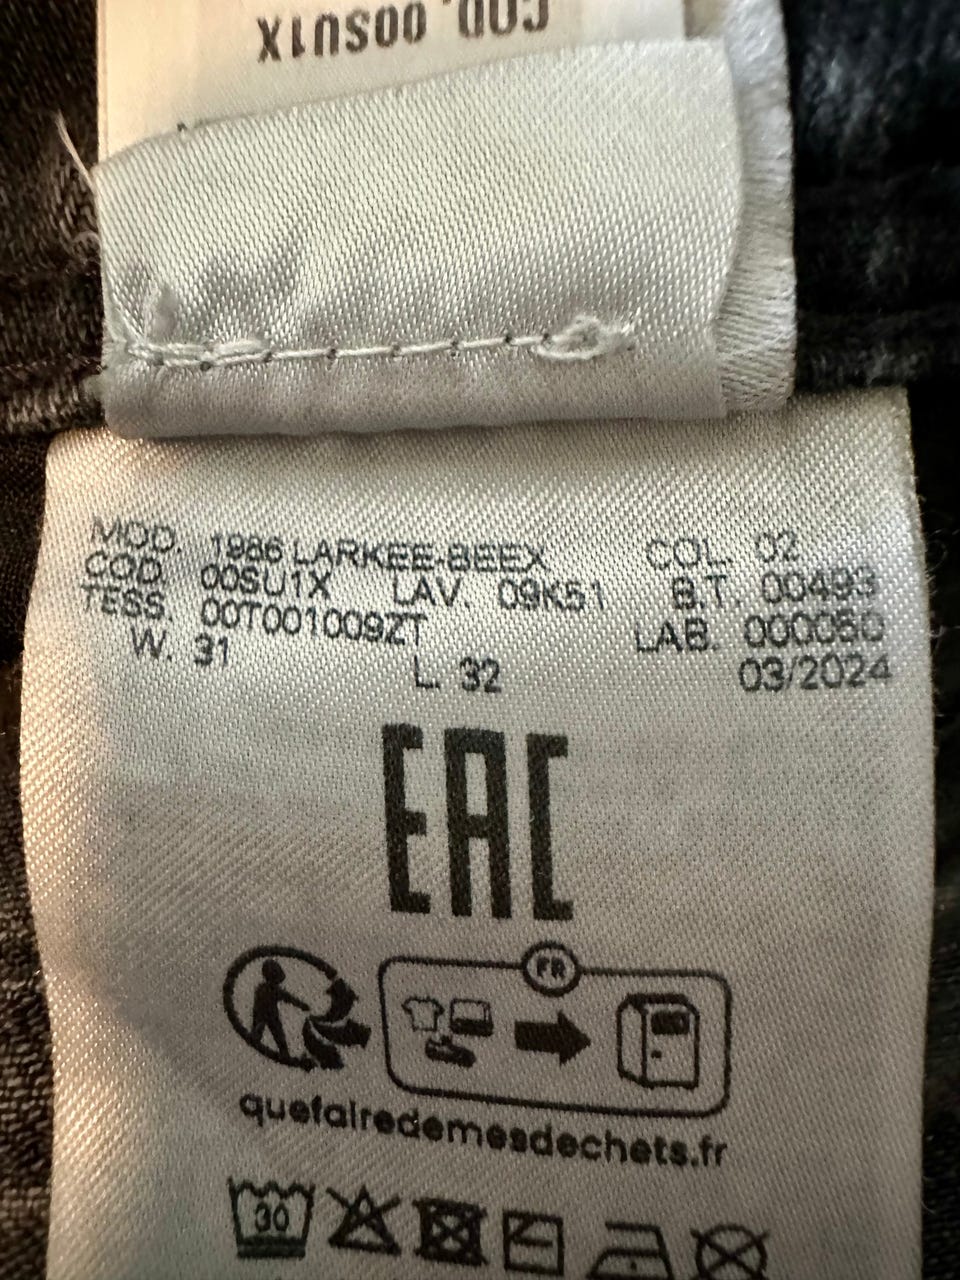 COD. 00SU1X
MOD. 1986 LARKEE-BEEX COL. 02
COD. 00SU1X LAV. 09K51 B.T. 00493
TESS. 00T001009ZT LAB. 000050
W. 31 L. 32 03/2024
EAC
FR
quefairedemesdechets.fr
30